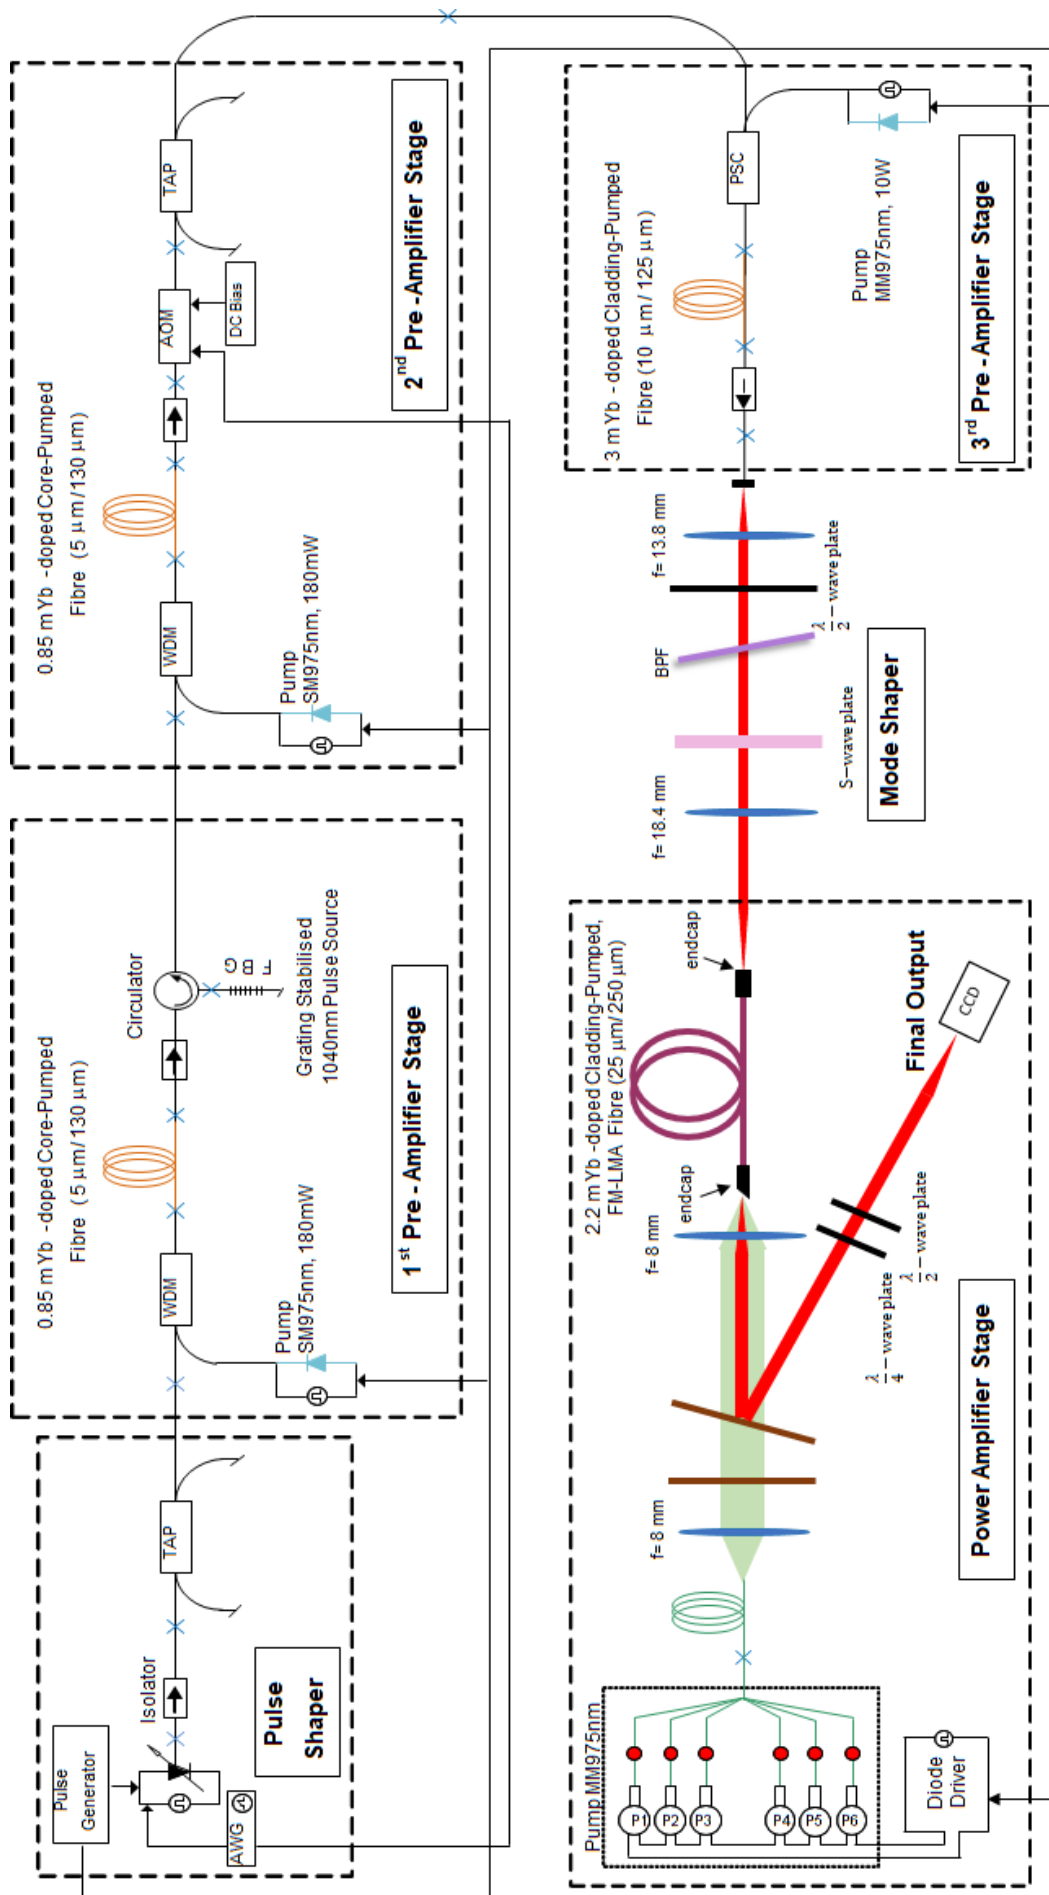 Pulse
Generator
AWG
Isolator
TAP
Pulse
Shaper
0.85 m Yb -doped Core-Pumped
Fibre (5 μm/130 μm)
WDM
Pump
SM975nm, 180mW
Circulator
F
B
G
Grating Stabilised
1040nm Pulse Source
1st Pre-Amplifier Stage
0.85 m Yb -doped Core-Pumped
Fibre (5 μm/130 μm)
WDM
Pump
SM975nm, 180mW
AOM
DC Bias
TAP
2nd Pre-Amplifier Stage
PSC
3 m Yb -doped Cladding-Pumped
Fibre (10 μm/ 125 μm)
Pump
MM975nm, 10W
3rd Pre-Amplifier Stage
f= 13.8 mm
λ/2 − wave plate
BPF
S−wave plate
f= 18.4 mm
Mode Shaper
2.2 m Yb -doped Cladding-Pumped,
FM-LMA Fibre (25 μm/ 250 μm)
endcap
endcap
f= 8 mm
f= 8 mm
Final Output
CCD
λ/2 − wave plate
λ/4 − wave plate
Power Amplifier Stage
Pump MM975nm
P1
P2
P3
P4
P5
P6
Diode
Driver